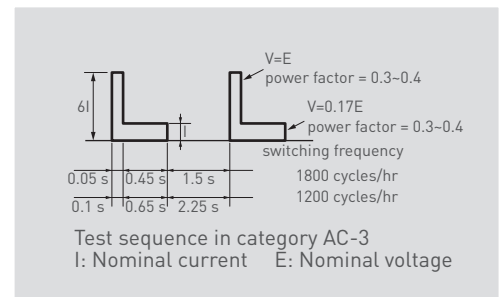 V=E
power factor = 0.3~0.4
6I
I
V=0.17E
power factor = 0.3~0.4
switching frequency
0.05 s 0.45 s 1.5 s 1800 cycles/hr
0.1 s 0.65 s 2.25 s 1200 cycles/hr
Test sequence in category AC-3
I: Nominal current E: Nominal voltage